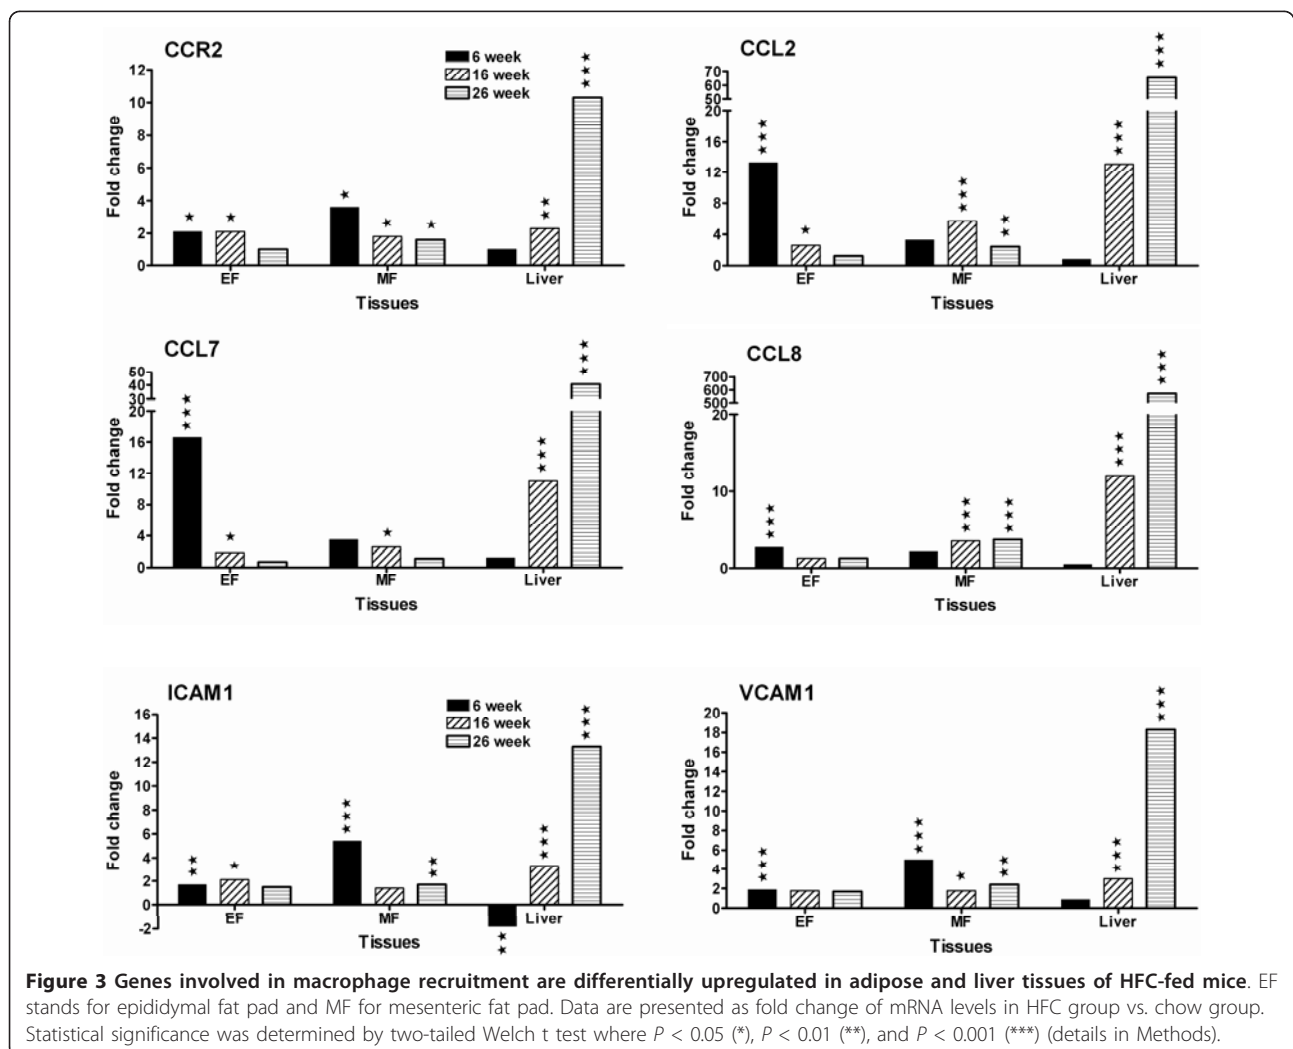 CCR2
6 week
16 week
26 week
★★★
12
10
8
6
4
2
0
Fold change
★
★
★
★
★
★★
EF
MF
Liver
Tissues
CCL2
★★★
70
60
50
20
16
12
8
4
0
Fold change
★★★
★
★★★
★★
★★★
EF
MF
Liver
Tissues
CCL7
★★★
50
40
30
20
16
12
8
4
0
Fold change
★★★
★
★
★★★
EF
MF
Liver
Tissues
CCL8
★★★
700
600
500
20
10
0
Fold change
★★★
★★★
★★★
★★★
EF
MF
Liver
Tissues
ICAM1
6 week
16 week
26 week
★★★
16
14
12
10
8
6
4
2
0
-2
Fold change
★★
★
★★★
★★
★★
★★★
EF
MF
Liver
Tissues
VCAM1
★★★
20
18
16
14
12
10
8
6
4
2
0
Fold change
★★★
★★★
★
★★
★★★
EF
MF
Liver
Tissues
Figure 3 Genes involved in macrophage recruitment are differentially upregulated in adipose and liver tissues of HFC-fed mice. EF
stands for epididymal fat pad and MF for mesenteric fat pad. Data are presented as fold change of mRNA levels in HFC group vs. chow group.
Statistical significance was determined by two-tailed Welch t test where P < 0.05 (*), P < 0.01 (**), and P < 0.001 (***) (details in Methods).